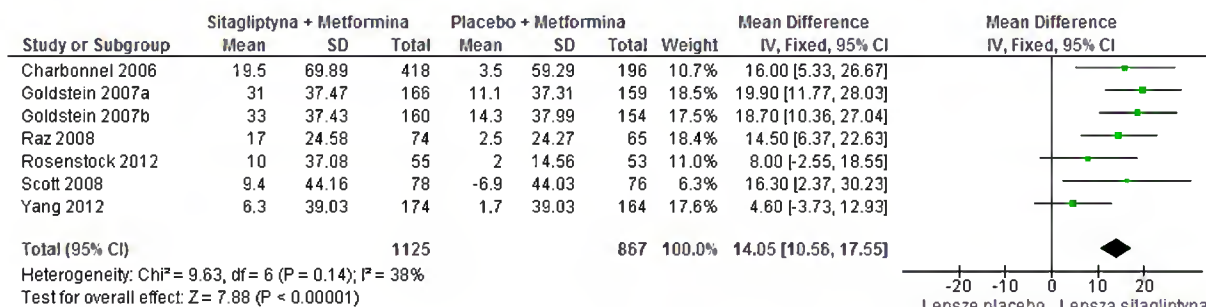 Sitagliptyna + Metformina Placebo + Metformina Mean Difference Mean Difference
Study or Subgroup Mean SD Total Mean SD Total Weight IV, Fixed, 95% CI IV, Fixed, 95% CI
Charbonnel 2006 19.5 69.89 418 3.5 59.29 196 10.7% 16.00 [5.33, 26.67]
Goldstein 2007a 31 37.47 166 11.1 37.31 159 18.5% 19.90 [11.77, 28.03]
Goldstein 2007b 33 37.43 160 14.3 37.99 154 17.5% 18.70 [10.36, 27.04]
Raz 2008 17 24.58 74 2.5 24.27 65 18.4% 14.50 [6.37, 22.63]
Rosenstock 2012 10 37.08 55 2 14.56 53 11.0% 8.00 [-2.55, 18.55]
Scott 2008 9.4 44.16 78 -6.9 44.03 76 6.3% 16.30 [2.37, 30.23]
Yang 2012 6.3 39.03 174 1.7 39.03 164 17.6% 4.60 [-3.73, 12.93]
Total (95% CI) 1125 867 100.0% 14.05 [10.56, 17.55]
Heterogeneity: Chi² = 9.63, df = 6 (P = 0.14); I² = 38%
Test for overall effect: Z = 7.88 (P < 0.00001)
-20 -10 0 10 20
Lepsze placebo Lepsza sitagliptyna